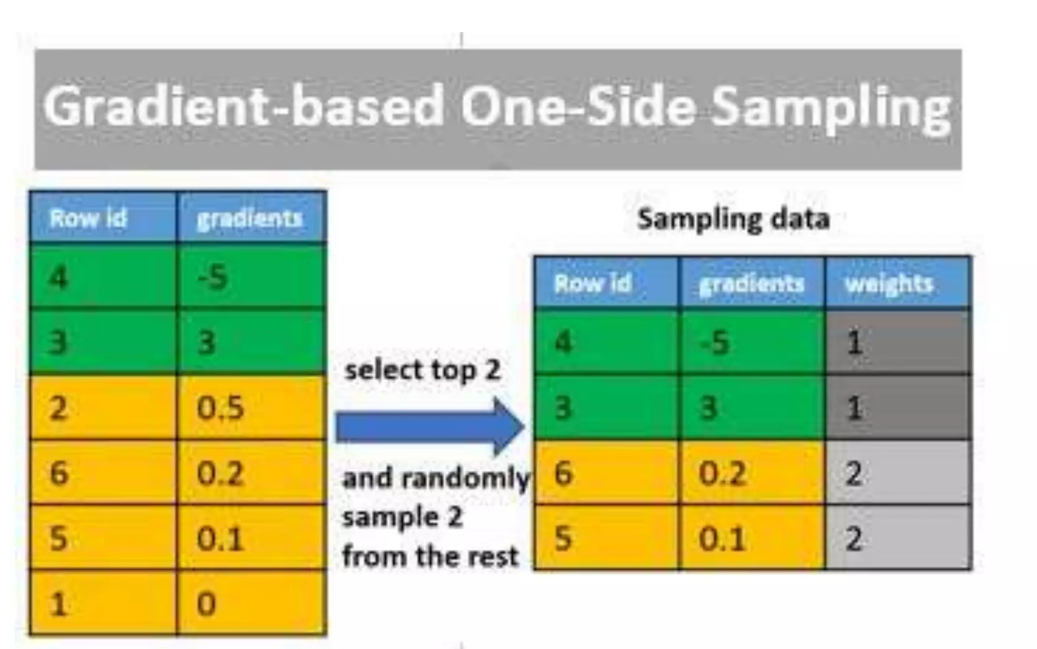 Gradient-based One-Side Sampling
Row id gradients
4 -5
3 3
2 0.5
6 0.2
5 0.1
1 0
select top 2
and randomly
sample 2
from the rest
Sampling data
Row id gradients weights
4 -5 1
3 3 1
6 0.2 2
5 0.1 2